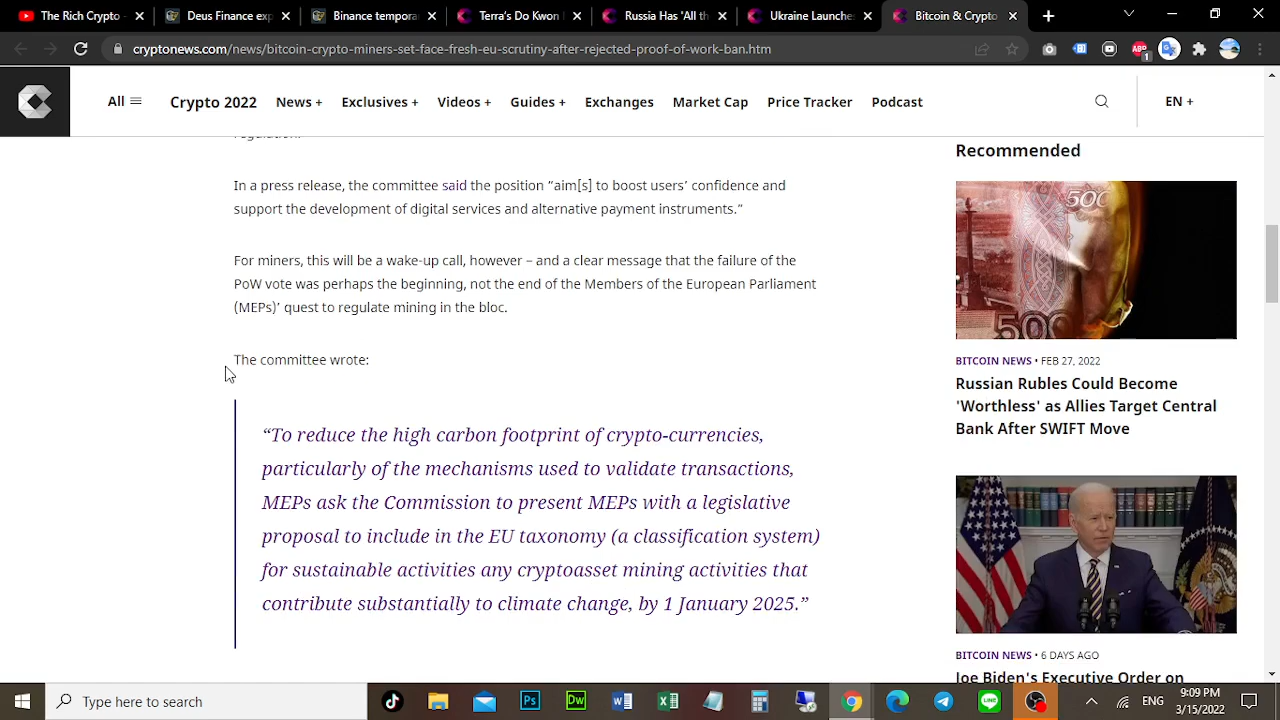 The Rich Crypto -
Deus Finance exp
Binance tempora
Terra's Do Kwon
Russia Has 'All th
Ukraine Launche
Bitcoin & Crypto
cryptonews.com/news/bitcoin-crypto-miners-set-face-fresh-eu-scrutiny-after-rejected-proof-of-work-ban.htm
ABP
1
All
Crypto 2022
News +
Exclusives +
Videos +
Guides +
Exchanges
Market Cap
Price Tracker
Podcast
EN +
regulation.
In a press release, the committee said the position “aim[s] to boost users’ confidence and
support the development of digital services and alternative payment instruments.”
For miners, this will be a wake-up call, however – and a clear message that the failure of the
PoW vote was perhaps the beginning, not the end of the Members of the European Parliament
(MEPs)’ quest to regulate mining in the bloc.
The committee wrote:
“To reduce the high carbon footprint of crypto-currencies,
particularly of the mechanisms used to validate transactions,
MEPs ask the Commission to present MEPs with a legislative
proposal to include in the EU taxonomy (a classification system)
for sustainable activities any cryptoasset mining activities that
contribute substantially to climate change, by 1 January 2025.”
Recommended
500
500
BITCOIN NEWS • FEB 27, 2022
Russian Rubles Could Become
'Worthless' as Allies Target Central
Bank After SWIFT Move
BITCOIN NEWS • 6 DAYS AGO
Joe Biden's Executive Order on
Type here to search
Ps
Dw
ENG
9:09 PM
3/15/2022